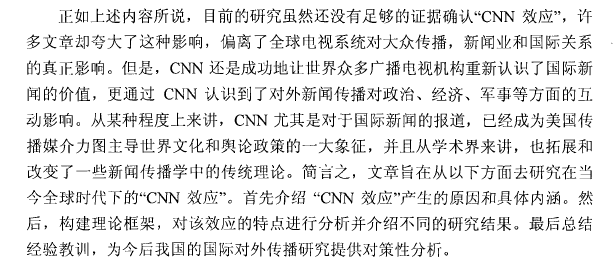 正如上述内容所说，目前的研究虽然还没有足够的证据确认“CNN 效应”，许
多文章却夸大了这种影响，偏离了全球电视系统对大众传播，新闻业和国际关系
的真正影响。但是，CNN 还是成功地让世界众多广播电视机构重新认识了国际新
闻的价值，更通过 CNN 认识到了对外新闻传播对政治、经济、军事等方面的互
动影响。从某种程度上来讲，CNN 尤其是对于国际新闻的报道，已经成为美国传
播媒介力图主导世界文化和舆论政策的一大象征，并且从学术界来讲，也拓展和
改变了一些新闻传播学中的传统理论。简言之，文章旨在从以下方面去研究在当
今全球时代下的“CNN 效应”。首先介绍 “CNN 效应”产生的原因和具体内涵。然
后，构建理论框架，对该效应的特点进行分析并介绍不同的研究结果。最后总结
经验教训，为今后我国的国际对外传播研究提供对策性分析。